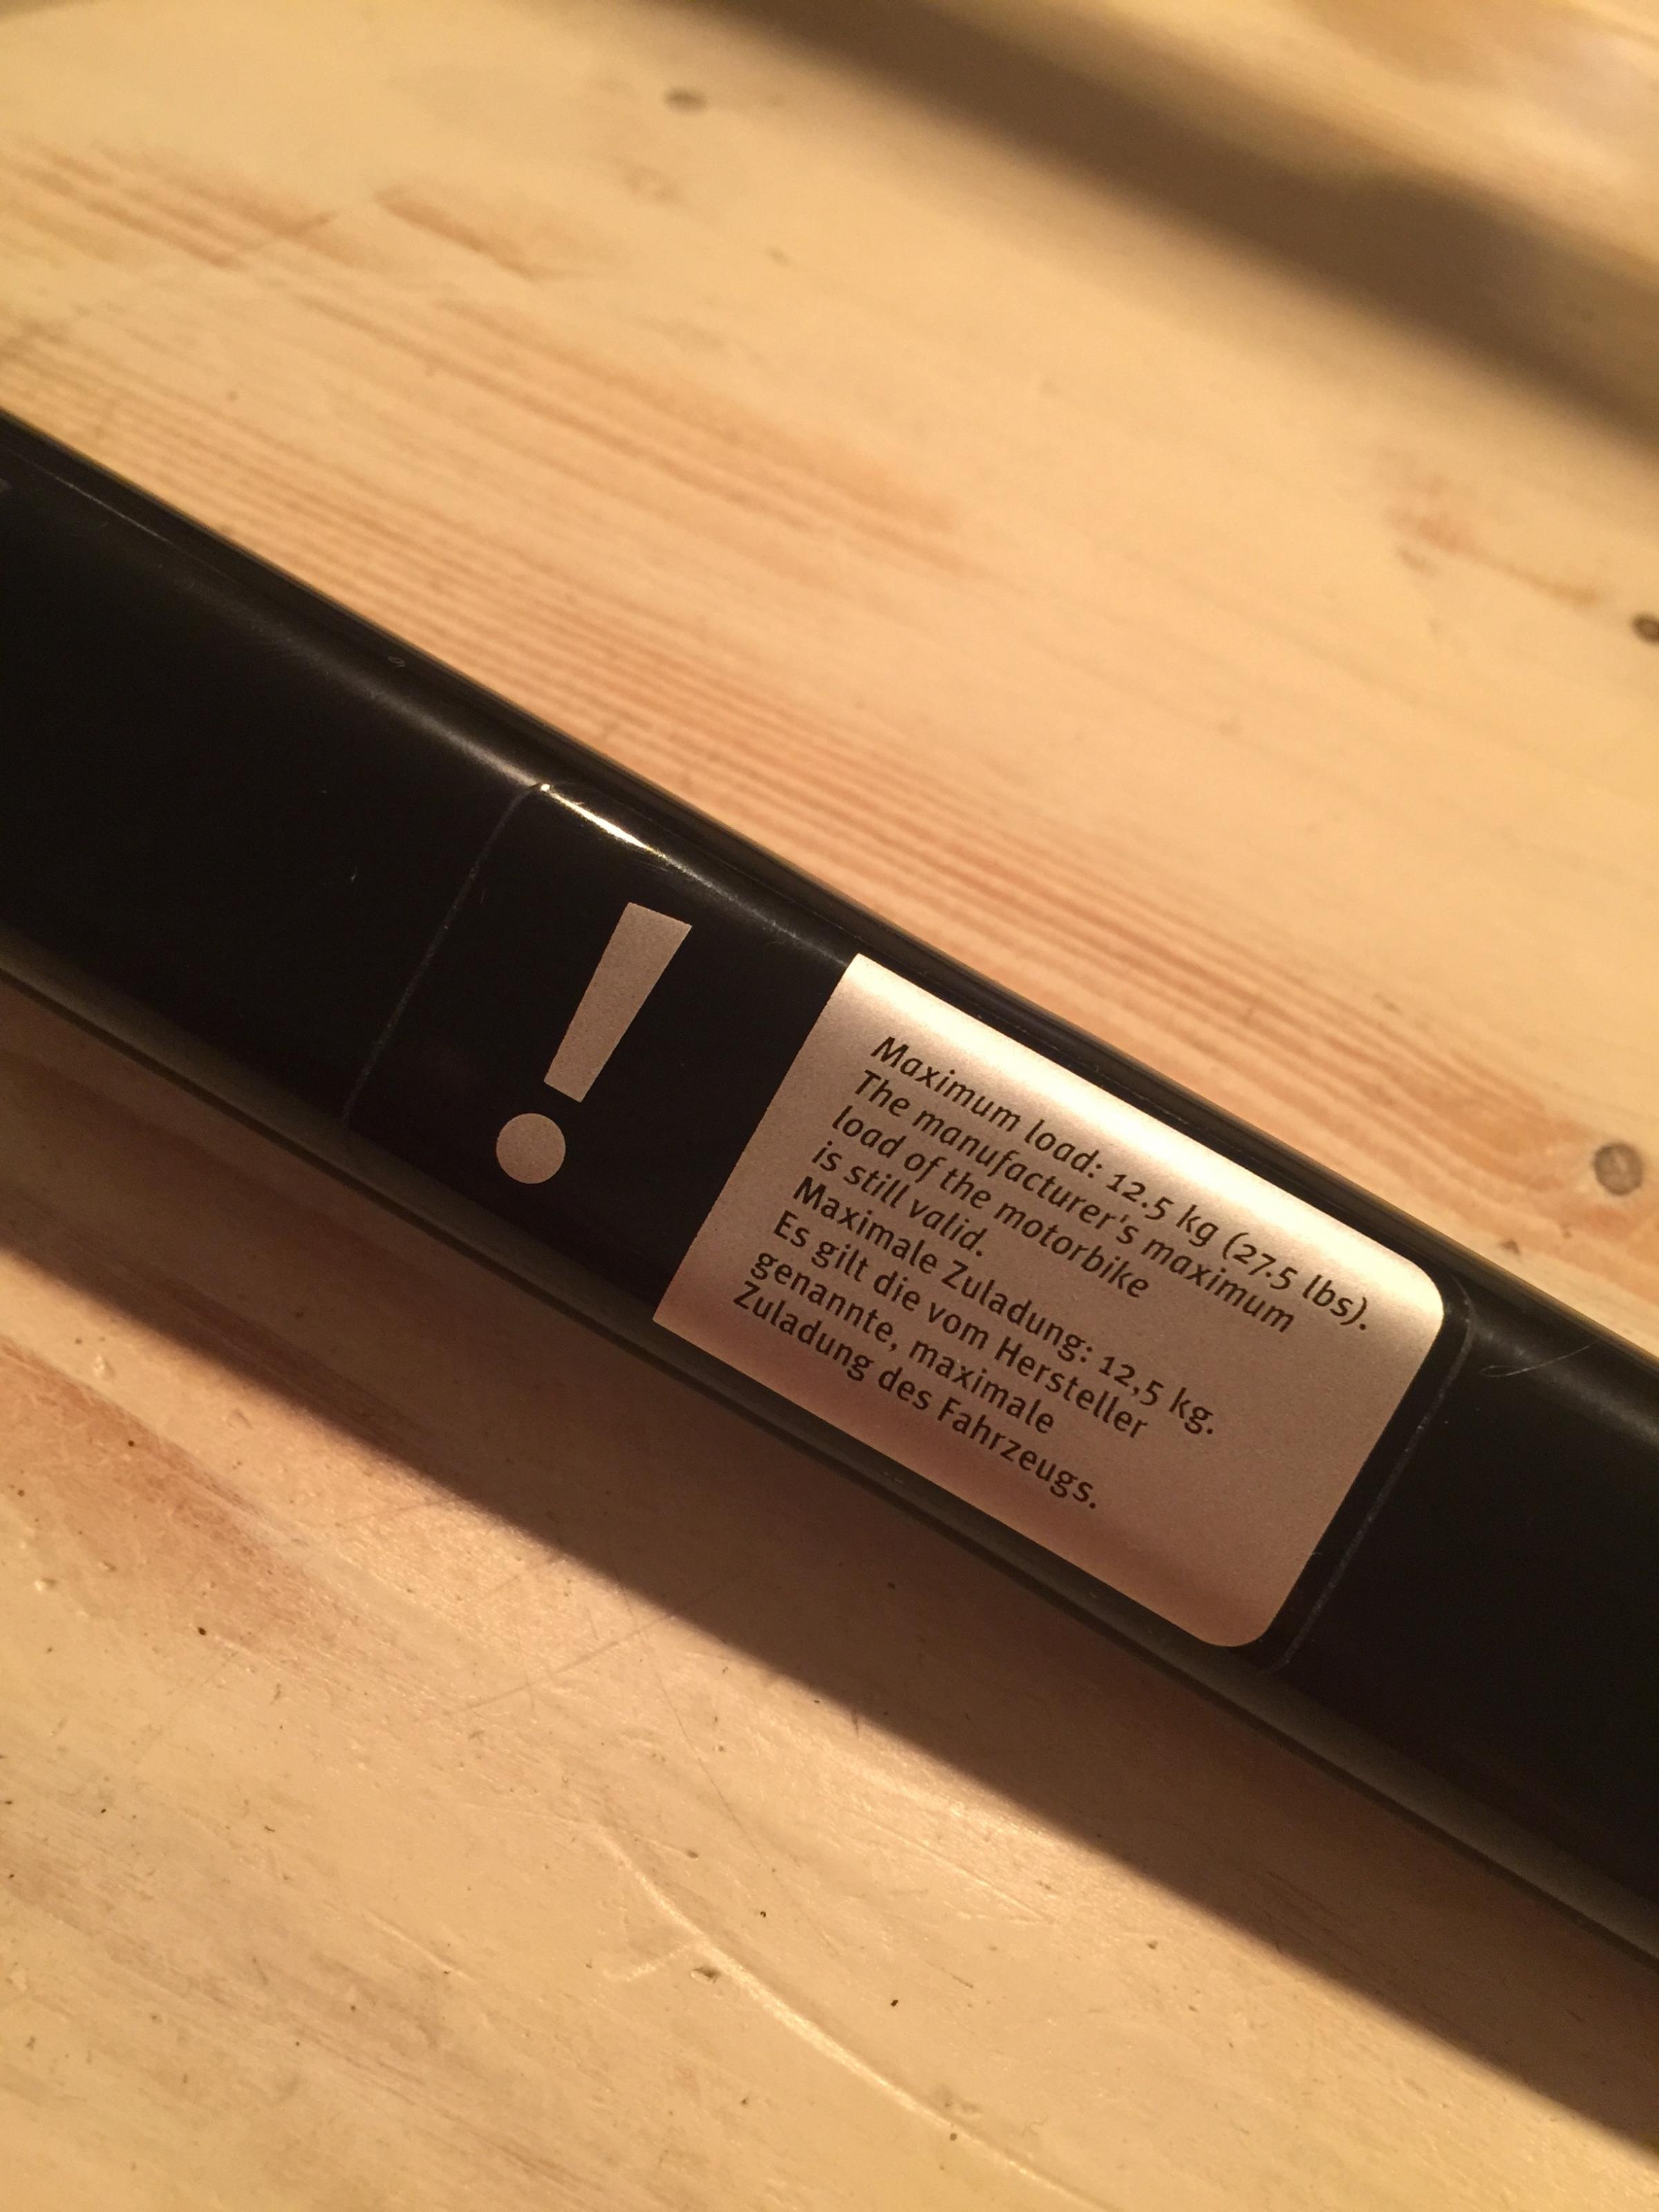 !
Maximum load: 12.5 kg (27.5 lbs).
The manufacturer's maximum
load of the motorbike
is still valid.
Maximale Zuladung: 12,5 kg.
Es gilt die vom Hersteller
genannte, maximale
Zuladung des Fahrzeugs.